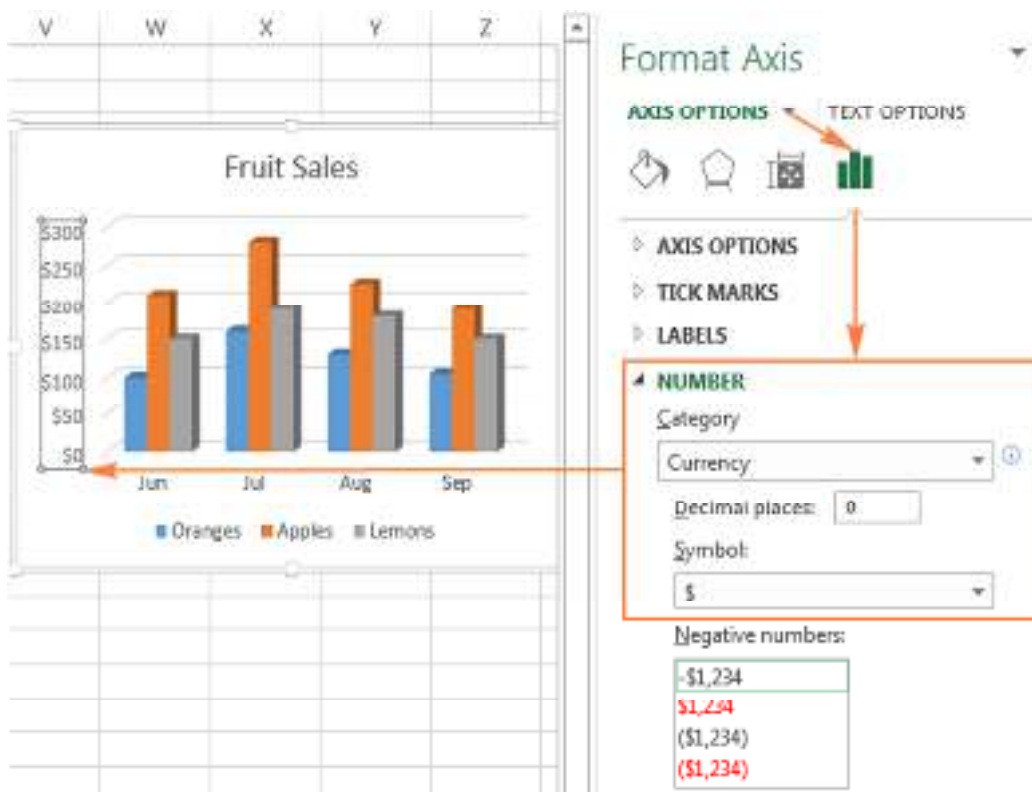 V W X Y Z
Fruit Sales
$300
$250
$200
$150
$100
$50
$0
Jun Jul Aug Sep
Oranges Apples Lemons
Format Axis
AXIS OPTIONS TEXT OPTIONS
AXIS OPTIONS
TICK MARKS
LABELS
NUMBER
Category
Currency
Decimal places: 0
Symbol:
$
Negative numbers:
-$1,234
$1,234
($1,234)
($1,234)